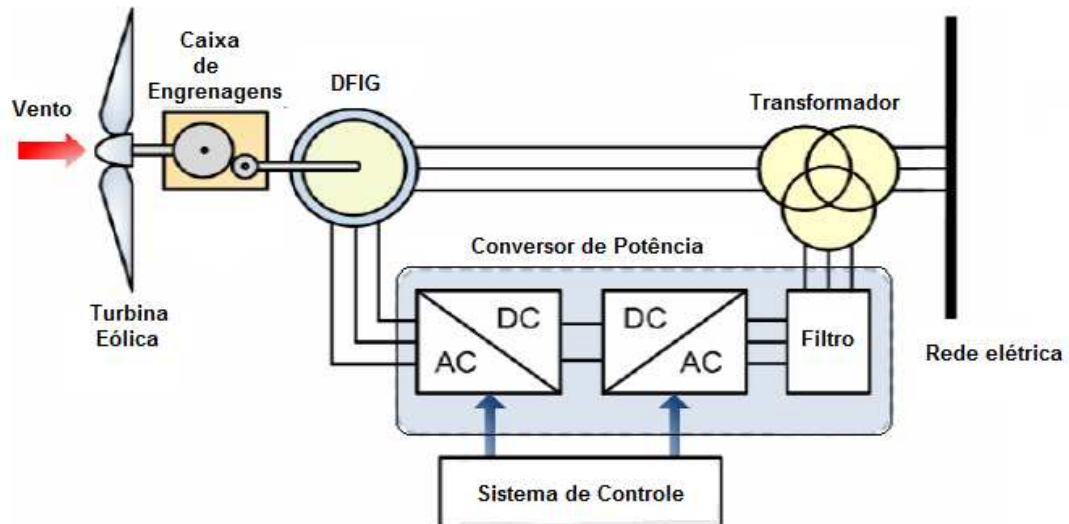 Caixa
de
Engrenagens
DFIG
Vento
Transformador
Conversor de Potência
DC
AC
DC
AC
Filtro
Turbina
Eólica
Rede elétrica
Sistema de Controle